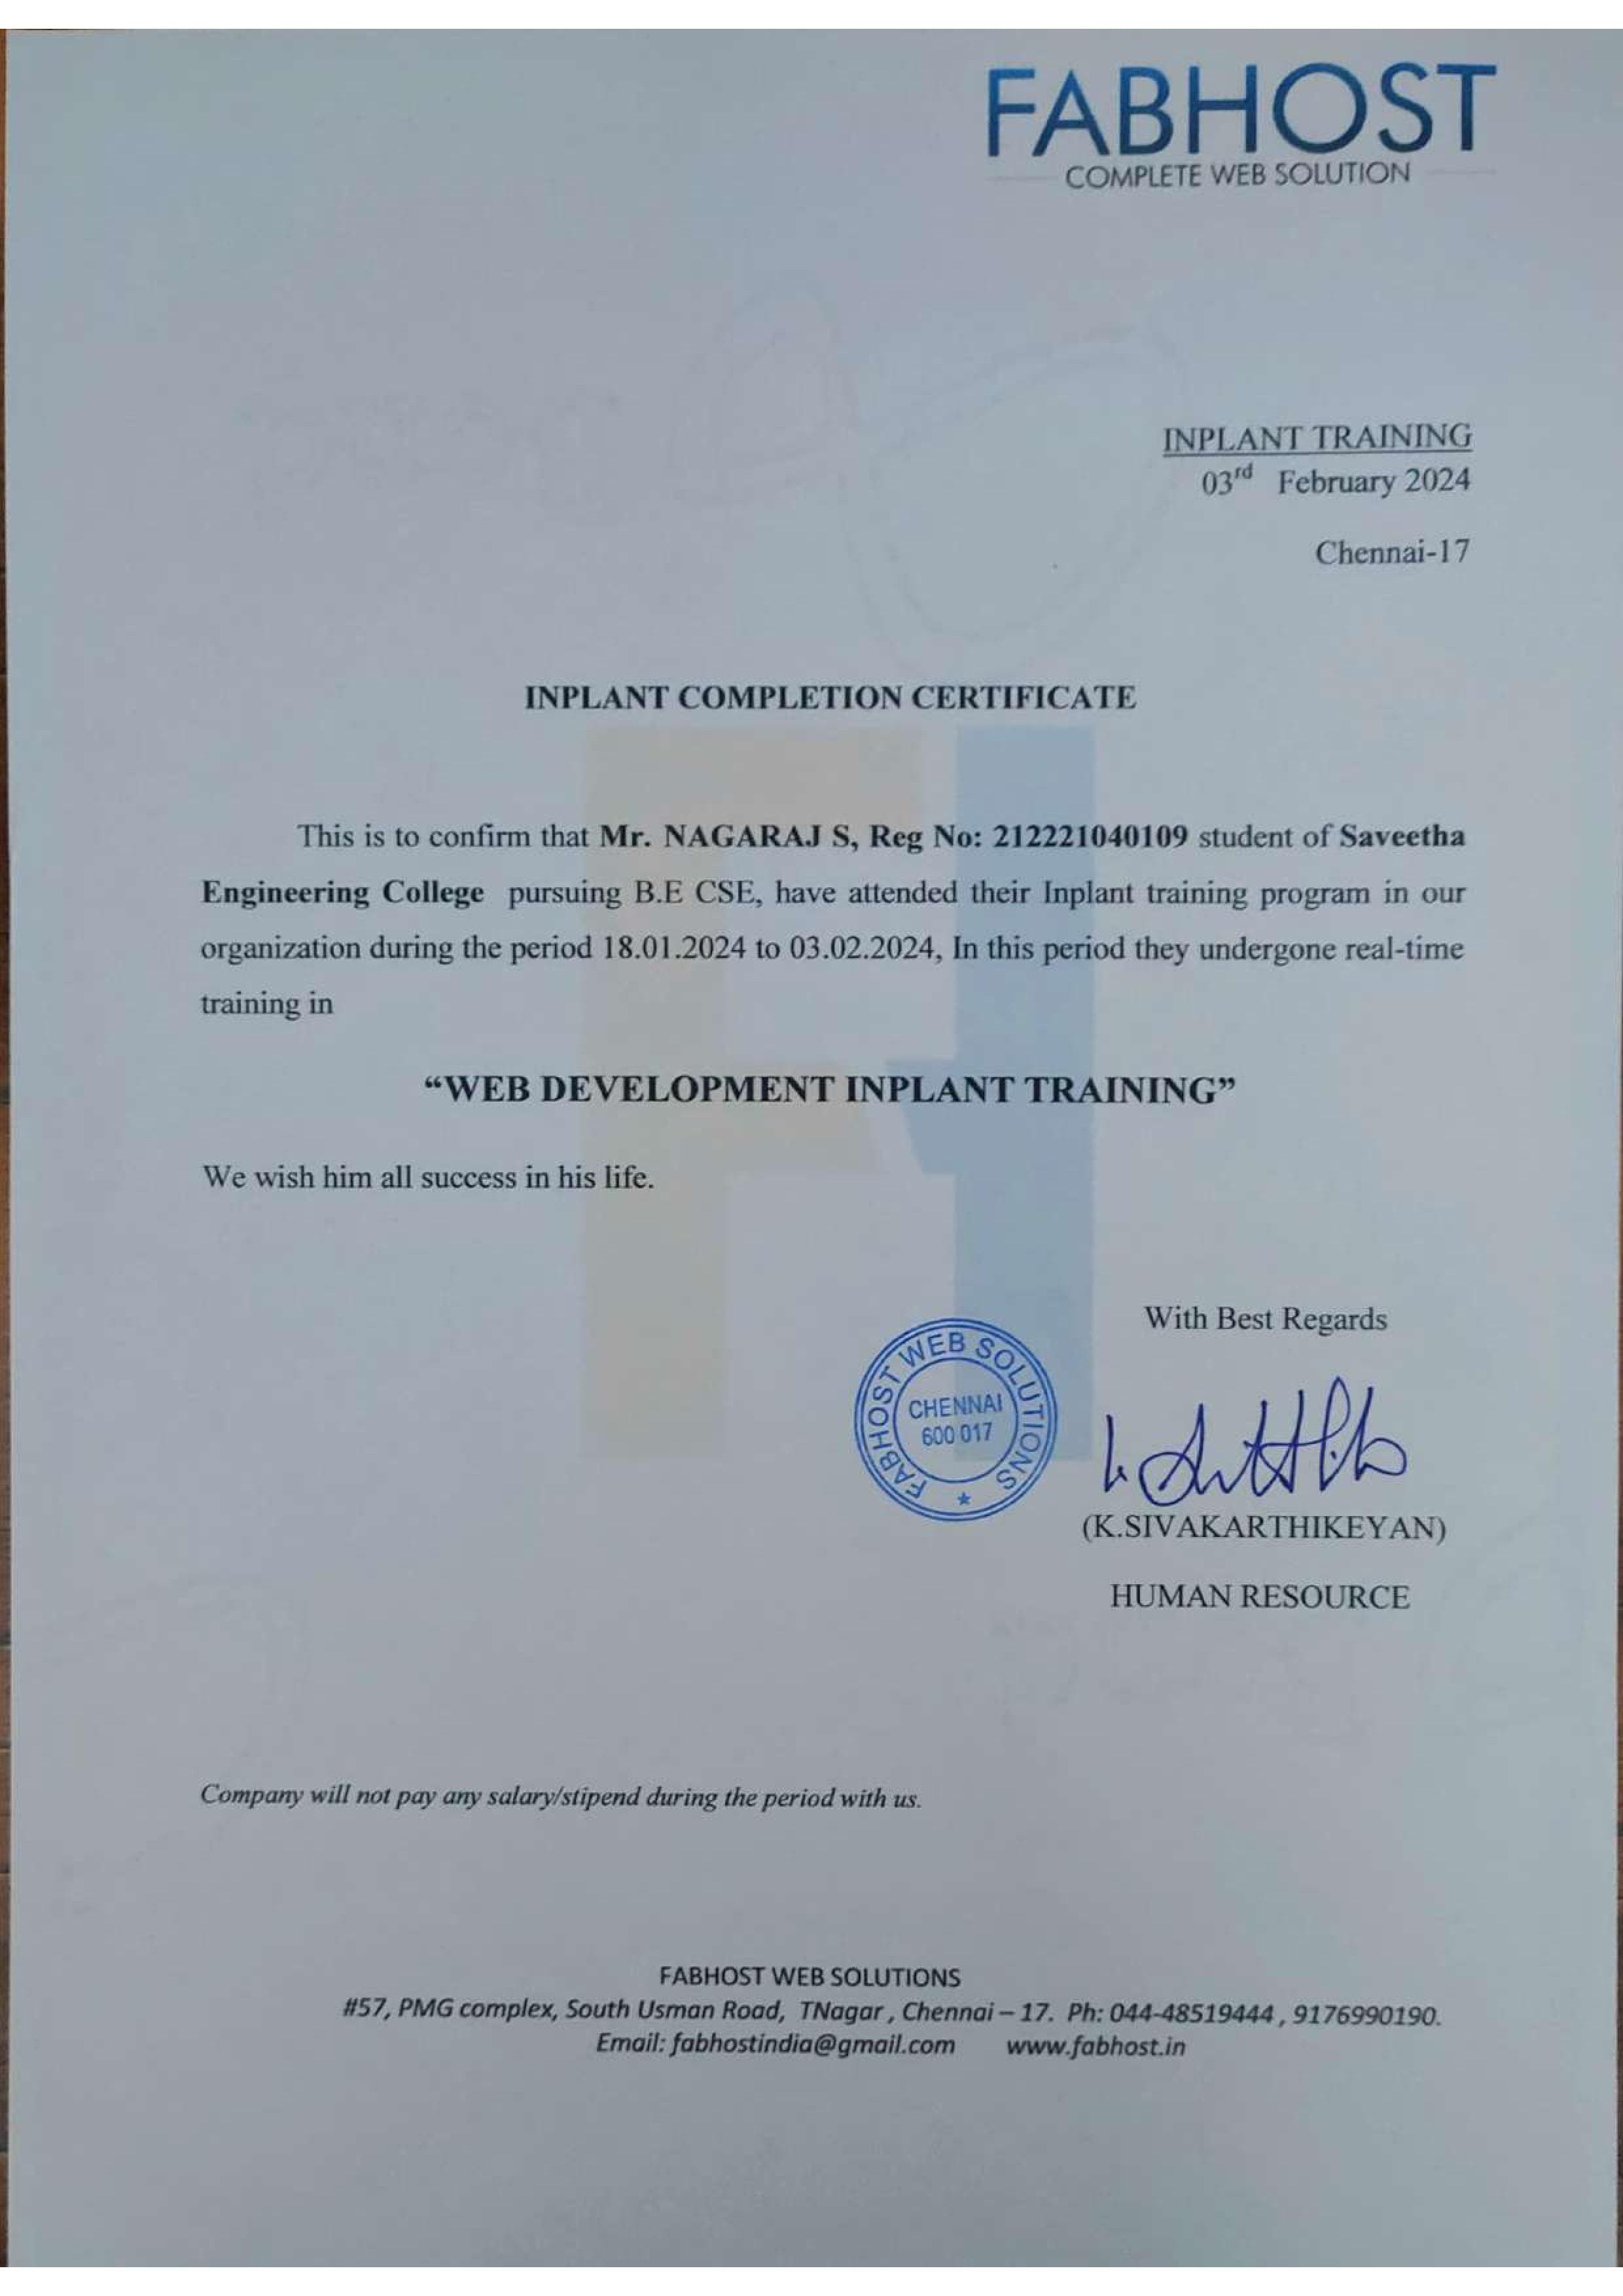 FABHOST
COMPLETE WEB SOLUTION
INPLANT TRAINING
03rd February 2024
Chennai-17
INPLANT COMPLETION CERTIFICATE
This is to confirm that Mr. NAGARAJ S, Reg No: 212221040109 student of Saveetha
Engineering College pursuing B.E CSE, have attended their Inplant training program in our
organization during the period 18.01.2024 to 03.02.2024, In this period they undergone real-time
training in
“WEB DEVELOPMENT INPLANT TRAINING”
We wish him all success in his life.
With Best Regards
FABHOST WEB SOLUTIONS
CHENNAI
600 017
(K.SIVAKARTHIKEYAN)
HUMAN RESOURCE
Company will not pay any salary/stipend during the period with us.
FABHOST WEB SOLUTIONS
#57, PMG complex, South Usman Road, TNagar , Chennai – 17. Ph: 044-48519444 , 9176990190.
Email: fabhostindia@gmail.com www.fabhost.in